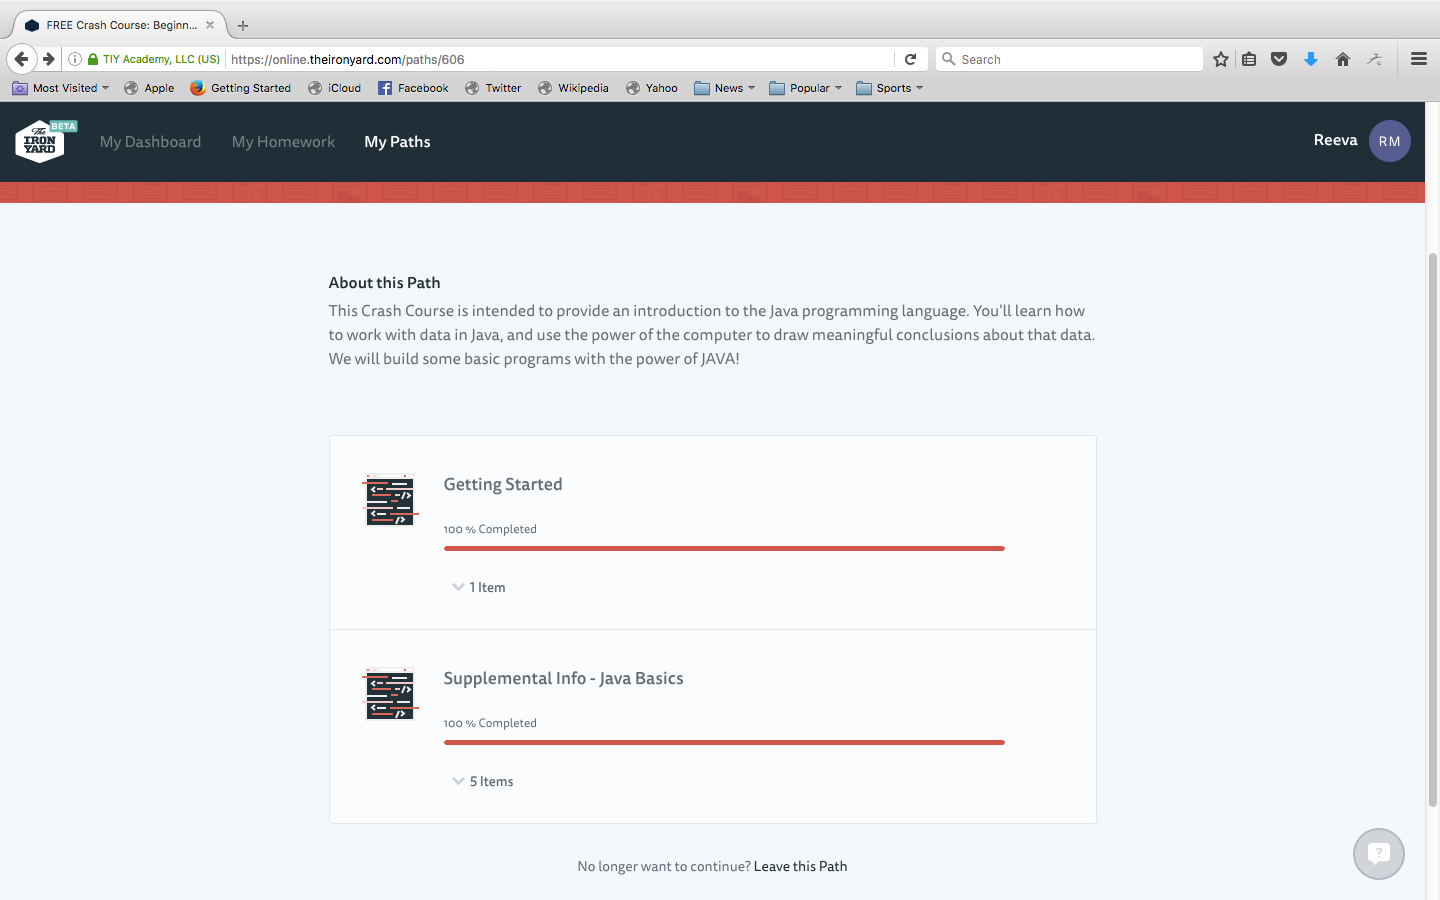 FREE Crash Course: Beginn...
TIY Academy, LLC (US)
https://online.theironyard.com/paths/606
Search
Most Visited
Apple
Getting Started
iCloud
Facebook
Twitter
Wikipedia
Yahoo
News
Popular
Sports
The
IRON
YARD
BETA
My Dashboard
My Homework
My Paths
Reeva
RM
About this Path
This Crash Course is intended to provide an introduction to the Java programming language. You'll learn how
to work with data in Java, and use the power of the computer to draw meaningful conclusions about that data.
We will build some basic programs with the power of JAVA!
Getting Started
100 % Completed
1 Item
Supplemental Info - Java Basics
100 % Completed
5 Items
No longer want to continue? Leave this Path